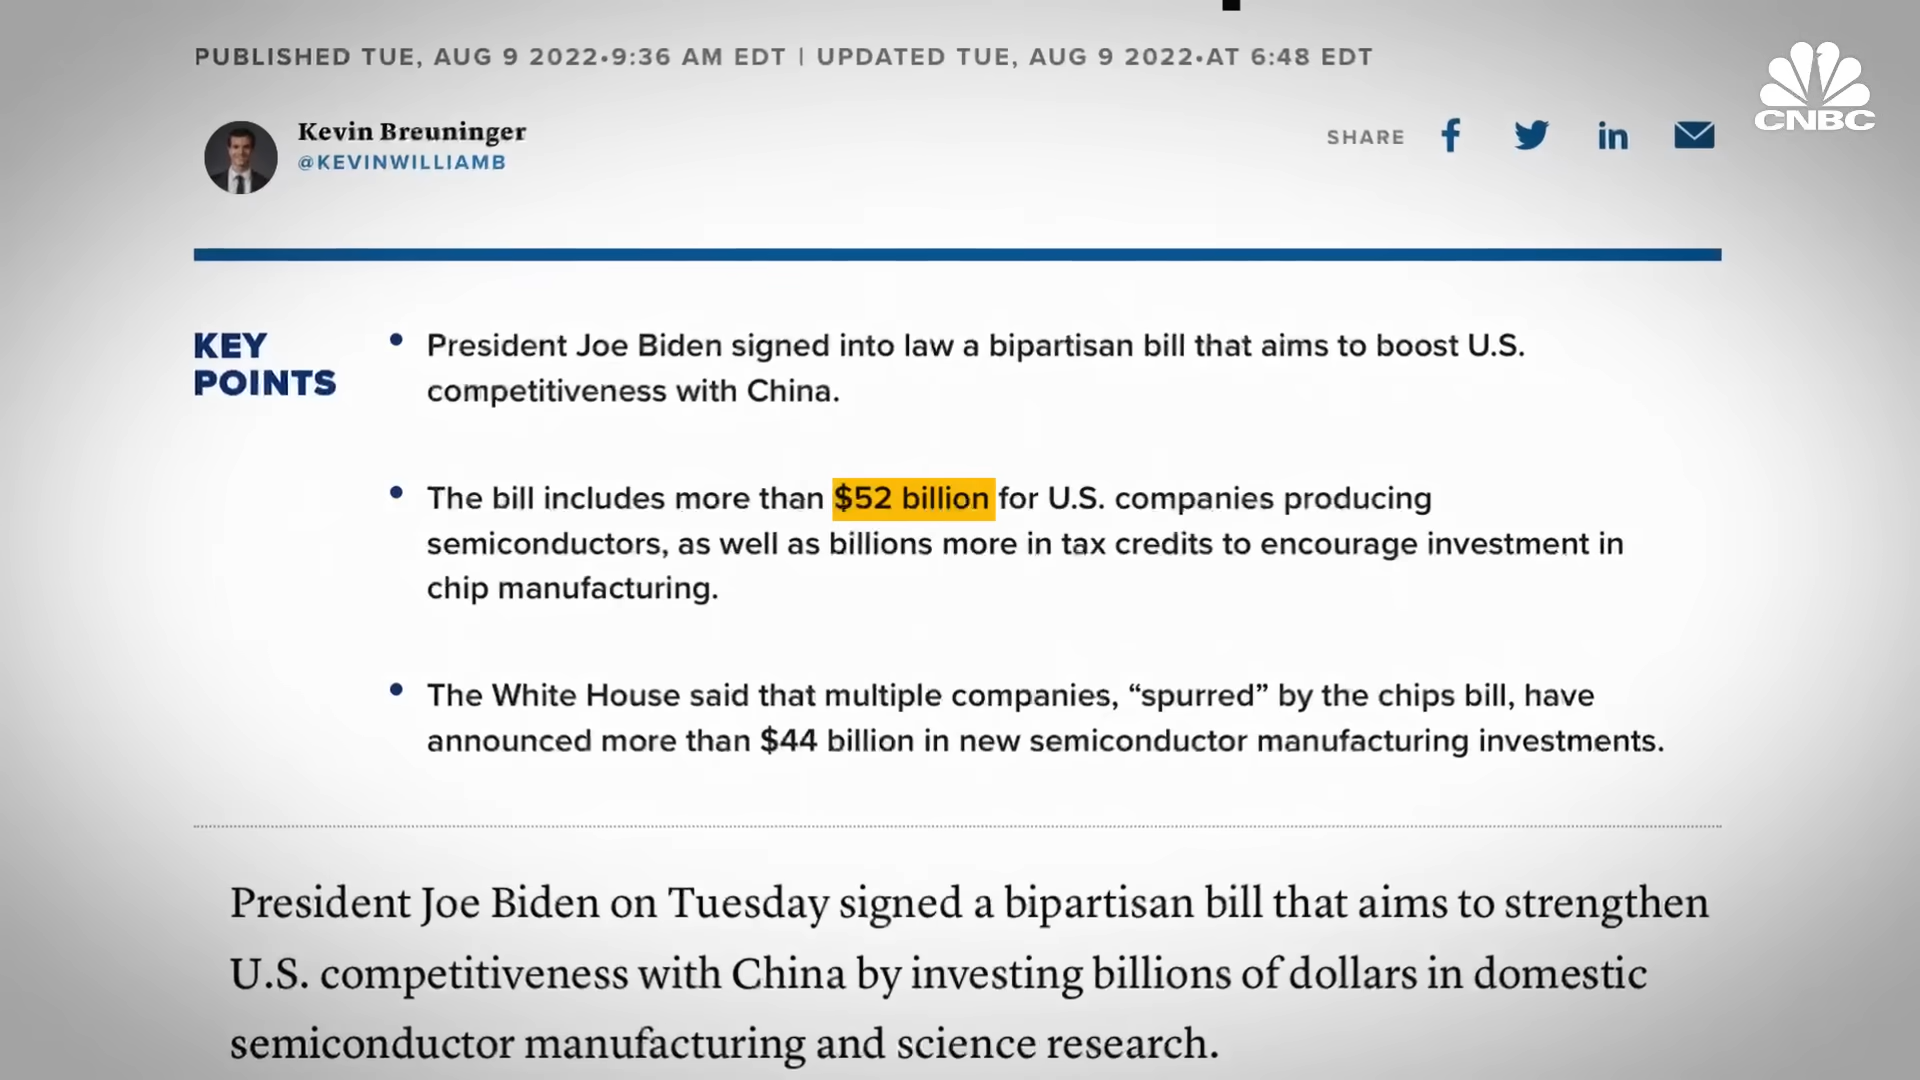 PUBLISHED TUE, AUG 9 2022•9:36 AM EDT | UPDATED TUE, AUG 9 2022•AT 6:48 EDT
CNBC
Kevin Breuninger
@KEVINWILLIAMB
SHARE
KEY
POINTS
• President Joe Biden signed into law a bipartisan bill that aims to boost U.S.
competitiveness with China.
• The bill includes more than $52 billion for U.S. companies producing
semiconductors, as well as billions more in tax credits to encourage investment in
chip manufacturing.
• The White House said that multiple companies, “spurred” by the chips bill, have
announced more than $44 billion in new semiconductor manufacturing investments.
President Joe Biden on Tuesday signed a bipartisan bill that aims to strengthen
U.S. competitiveness with China by investing billions of dollars in domestic
semiconductor manufacturing and science research.